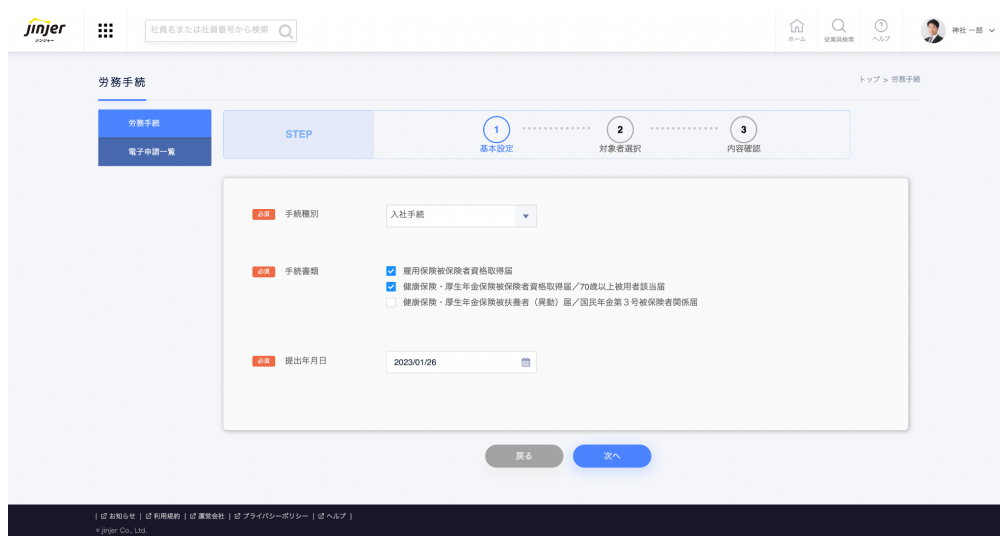 jinjer
ジンジャー
社員名または社員番号から検索
ホーム
従業員検索
ヘルプ
神社 一郎
労務手続
トップ > 労務手続
労務手続
電子申請一覧
STEP
1
2
3
基本設定
対象者選択
内容確認
必須 手続種別 入社手続
必須 手続書類 雇用保険被保険者資格取得届
健康保険・厚生年金保険被保険者資格取得届／70歳以上被用者該当届
健康保険・厚生年金保険被扶養者（異動）届／国民年金第３号被保険者関係届
必須 提出年月日 2023/01/26
戻る
次へ
| お知らせ | 利用規約 | 運営会社 | プライバシーポリシー | ヘルプ |
© jinjer Co., Ltd.